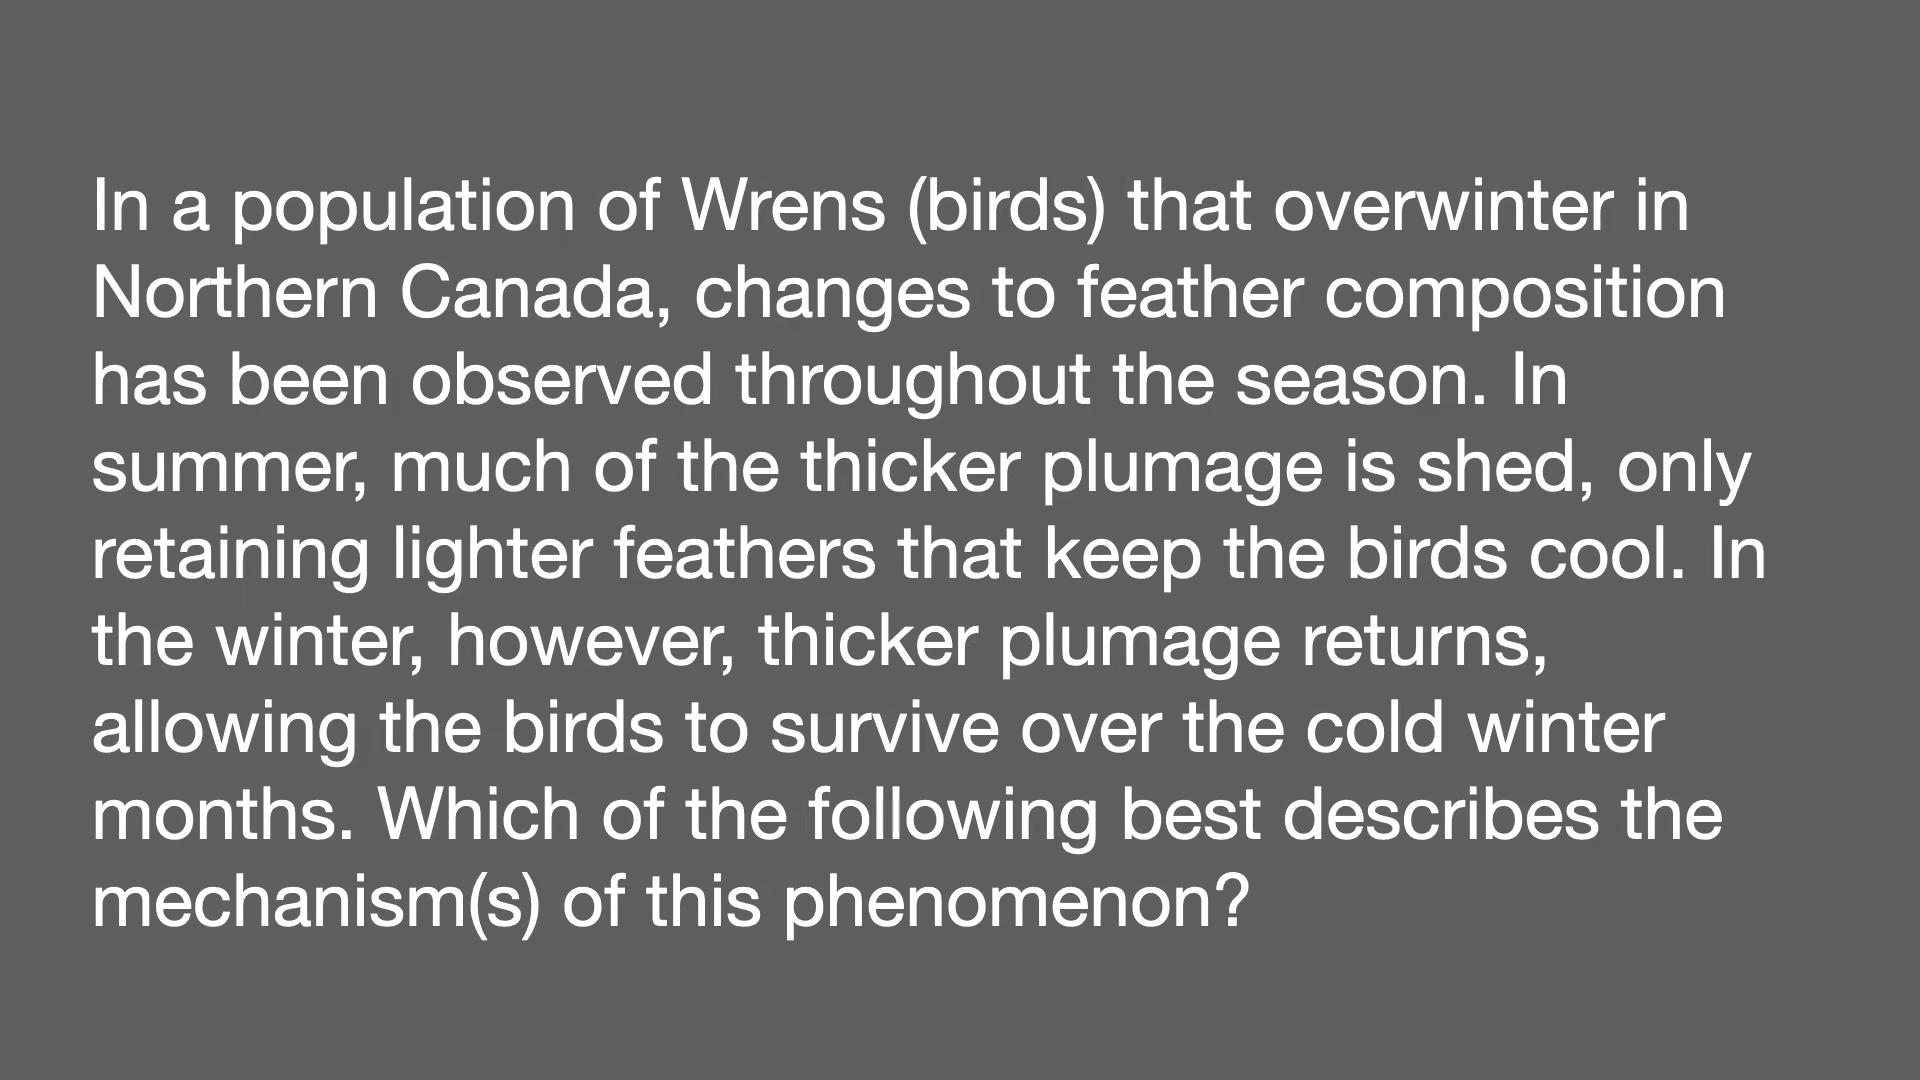 In a population of Wrens (birds) that overwinter in
Northern Canada, changes to feather composition
has been observed throughout the season. In
summer, much of the thicker plumage is shed, only
retaining lighter feathers that keep the birds cool. In
the winter, however, thicker plumage returns,
allowing the birds to survive over the cold winter
months. Which of the following best describes the
mechanism(s) of this phenomenon?